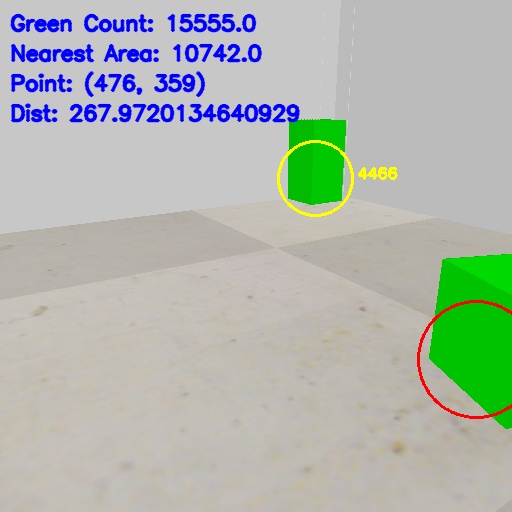 Green Count: 15555.0
Nearest Area: 10742.0
Point: (476, 359)
Dist: 267.9720134640929
4466